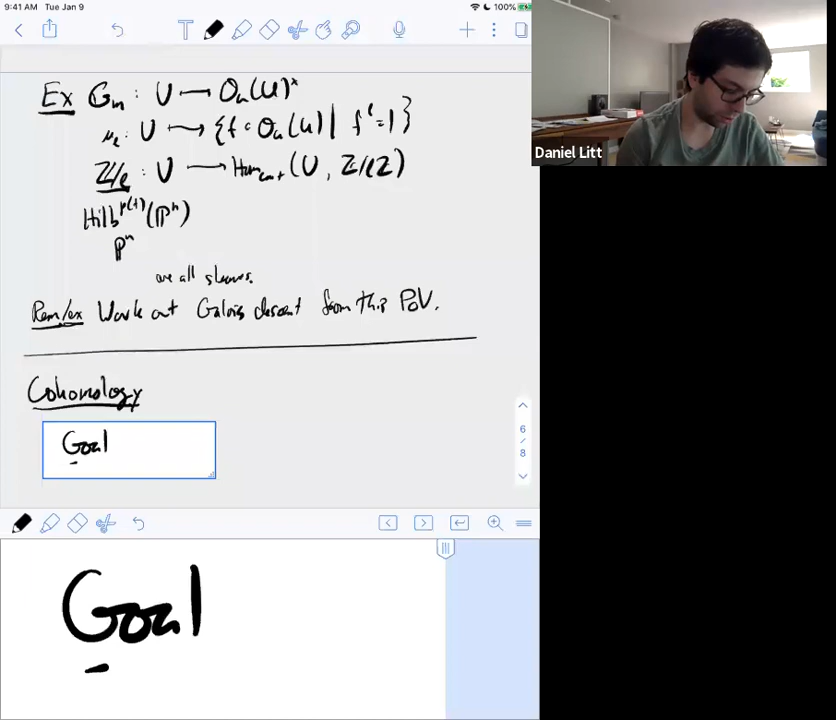 9:41 AM Tue Jan 9
100%
Ex G_m : U ⟼ O_U(U)^×
μ_ℓ : U ⟼ {f ∈ O_U(U) | f^ℓ = 1}
Z/ℓ : U ⟼ Hom_cont(U, Z/ℓZ)
Hilb^{p(t)}(P^n)
P^n
are all sheaves.
Rem/ex Work out Galois descent from this PoV.
Cohomology
Goal
6
/
8
Goal
Daniel Litt